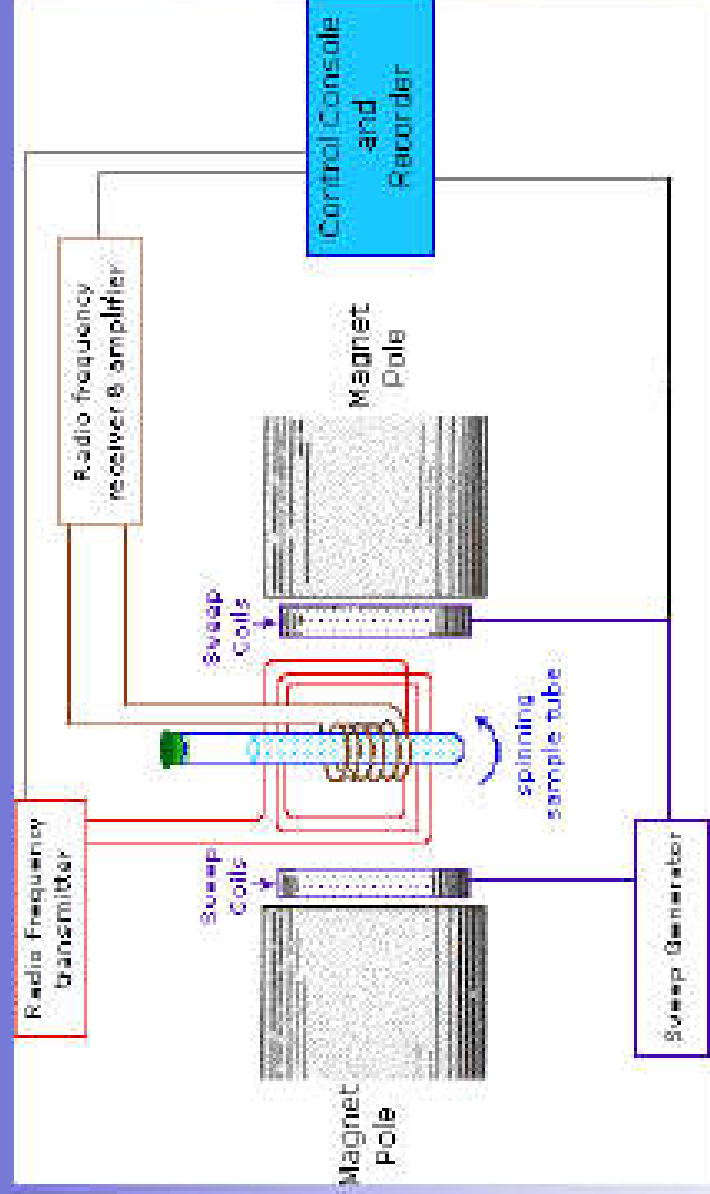 Radio Frequency
transmitter
Radio frequency
receiver & amplifier
Sweep
Coils
Sweep
Coils
Magnet
Pole
Magnet
Pole
Control Console
and
Recorder
spinning
sample tube
Sweep Generator